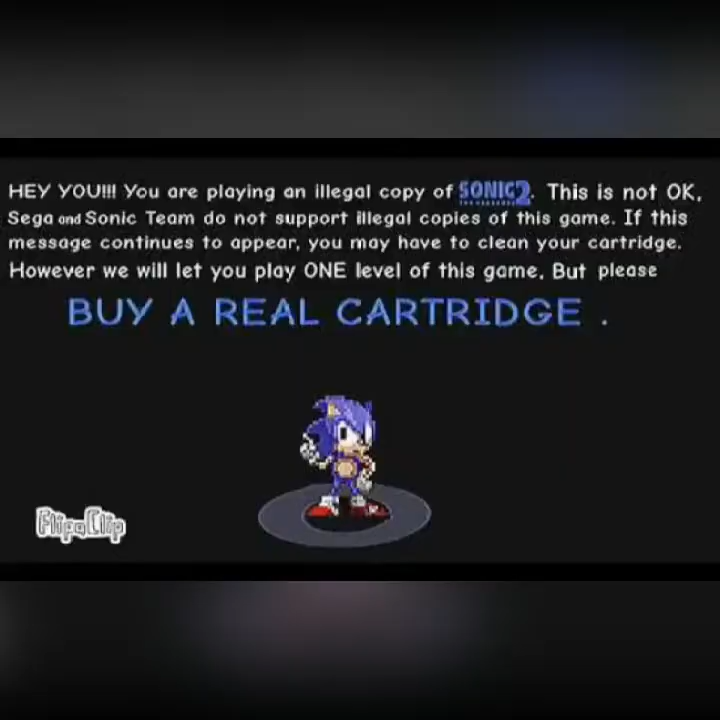 HEY YOU!!! You are playing an illegal copy of SONIC 2. This is not OK,
Sega and Sonic Team do not support illegal copies of this game. If this
message continues to appear, you may have to clean your cartridge.
However we will let you play ONE level of this game. But please
BUY A REAL CARTRIDGE .
FlipaClip